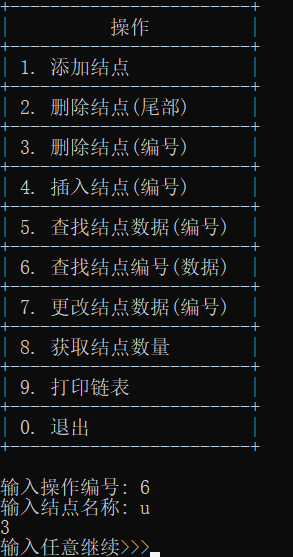 操作
1. 添加结点
2. 删除结点(尾部)
3. 删除结点(编号)
4. 插入结点(编号)
5. 查找结点数据(编号)
6. 查找结点编号(数据)
7. 更改结点数据(编号)
8. 获取结点数量
9. 打印链表
0. 退出
输入操作编号: 6
输入结点名称: u
3
输入任意继续>>>